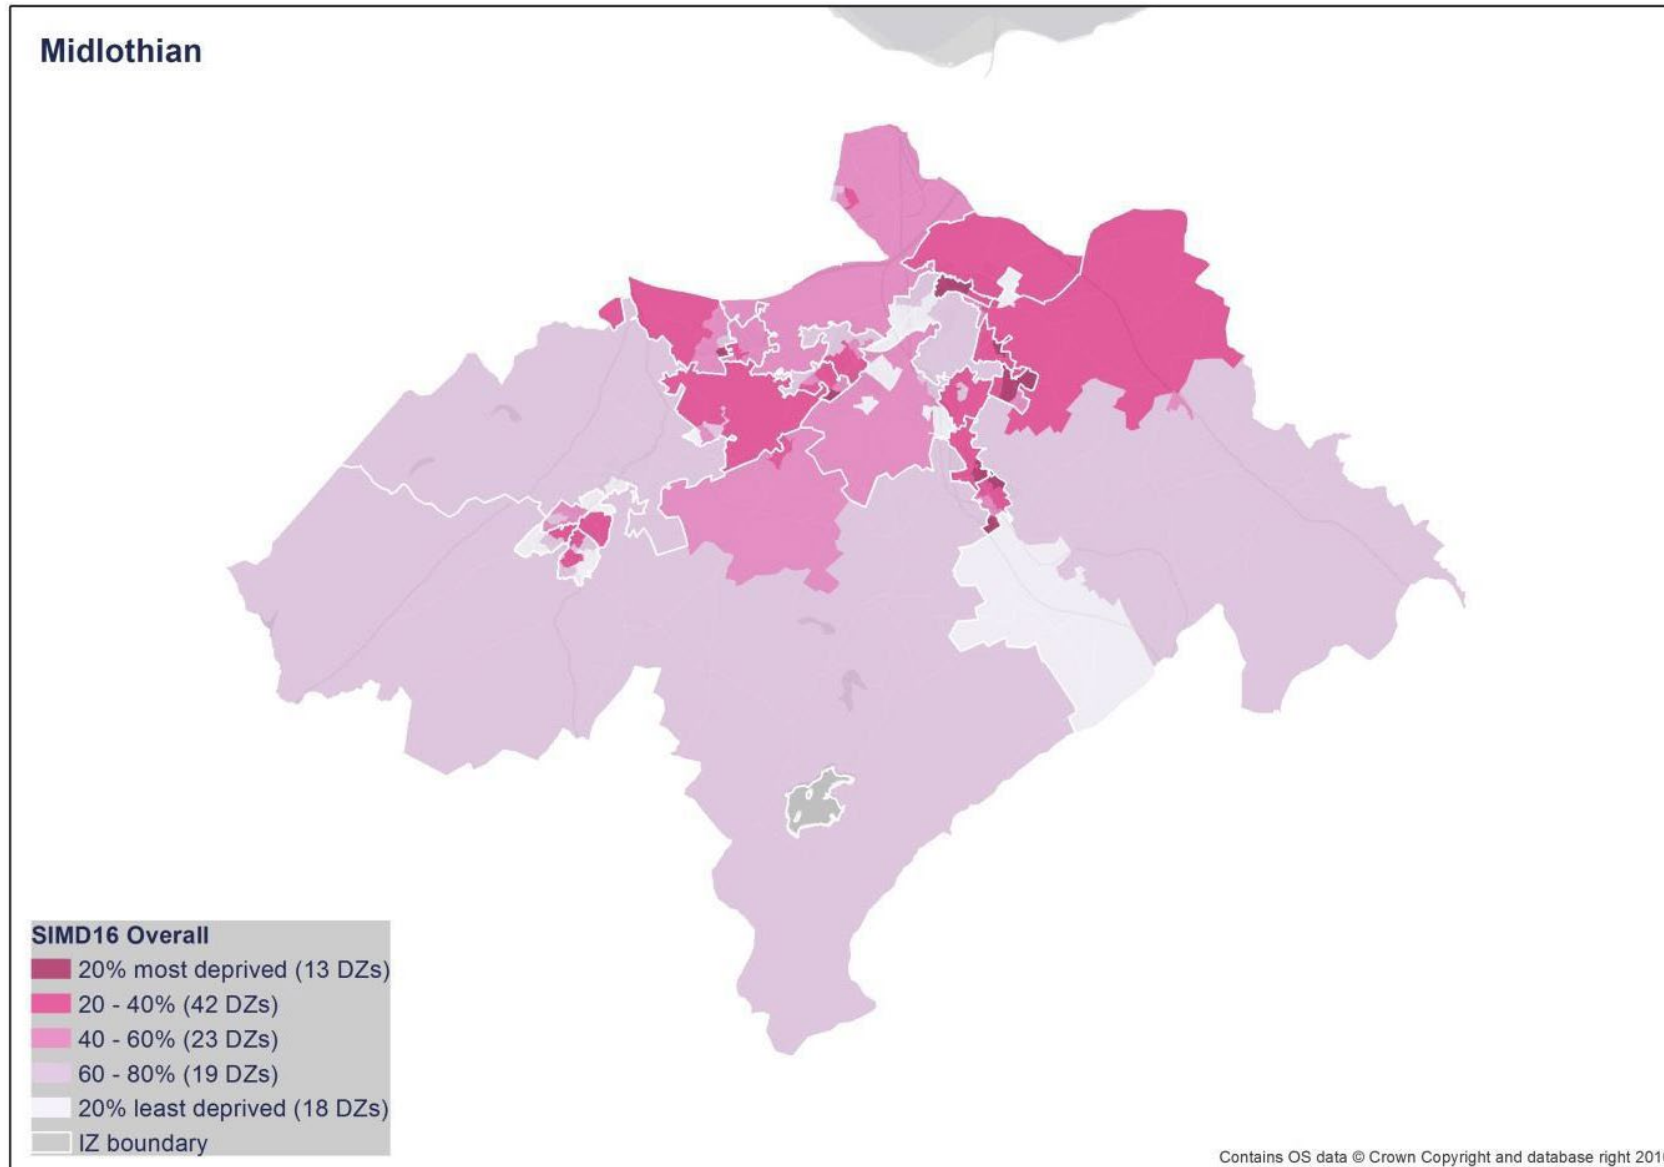 Midlothian
SIMD16 Overall
20% most deprived (13 DZs)
20 - 40% (42 DZs)
40 - 60% (23 DZs)
60 - 80% (19 DZs)
20% least deprived (18 DZs)
IZ boundary
Contains OS data © Crown Copyright and database right